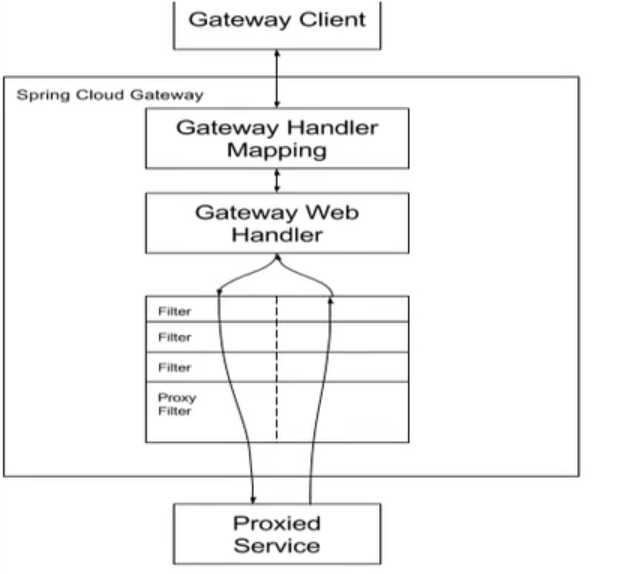 Gateway Client
Spring Cloud Gateway
Gateway Handler
Mapping
Gateway Web
Handler
Filter
Filter
Filter
Proxy
Filter
Proxied
Service